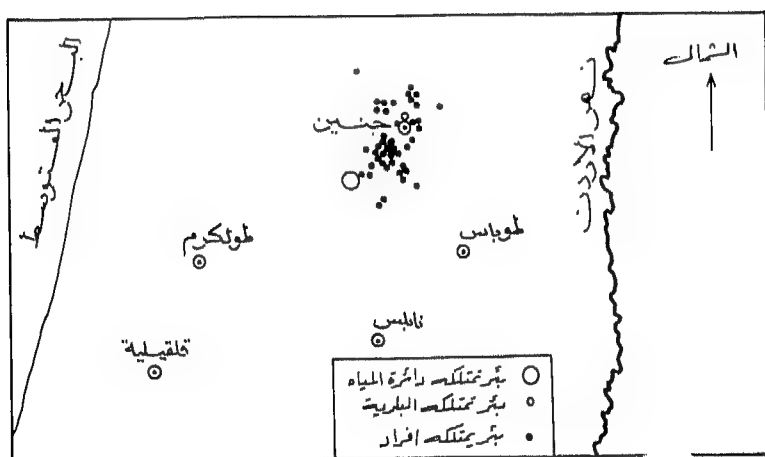 الشمال
البحر المتوسط
نهر الاردن
جنين
طولكرم
طوباس
نابلس
قلقيلية
بئر تمتلكه دائرة المياه
بئر تمتلكه البلدية
بئر يمتلكه افراد